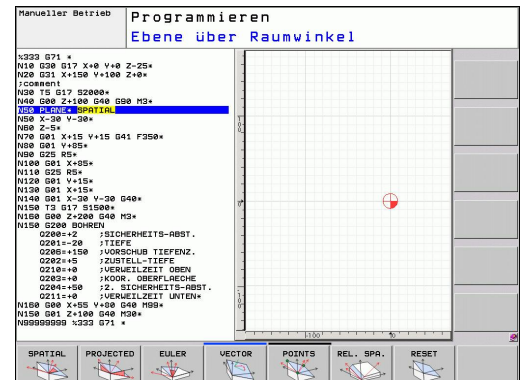 Manueller Betrieb
Programmieren
Ebene über Raumwinkel
%333 G71 *
N10 G30 G17 X+0 Y+0 Z-25*
N20 G31 X+150 Y+100 Z+0*
;comment
N30 T5 G17 S2000*
N40 G00 Z+100 G40 G90 M3*
N50 PLANE* SPATIAL
N50 X-30 Y-30*
N60 Z-5*
N70 G01 X+15 Y+15 G41 F350*
N80 G01 Y+85*
N90 G25 R5*
N100 G01 X+85*
N110 G25 R5*
N120 G01 Y+15*
N130 G01 X+15*
N140 G01 X-30 Y-30 G40*
N150 T3 G17 S1500*
N160 G00 Z+200 G40 M3*
N150 G200 BOHREN
Q200=+2 ;SICHERHEITS-ABST.
Q201=-20 ;TIEFE
Q206=+150 ;VORSCHUB TIEFENZ.
Q202=+5 ;ZUSTELL-TIEFE
Q210=+0 ;VERWEILZEIT OBEN
Q203=+0 ;KOOR. OBERFLAECHE
Q204=+50 ;2. SICHERHEITS-ABST.
Q211=+0 ;VERWEILZEIT UNTEN*
N160 G00 X+55 Y+80 G40 M99*
N150 G01 Z+100 G40 M30*
N99999999 %333 G71 *
SPATIAL
PROJECTED
EULER
VECTOR
POINTS
REL. SPA.
RESET